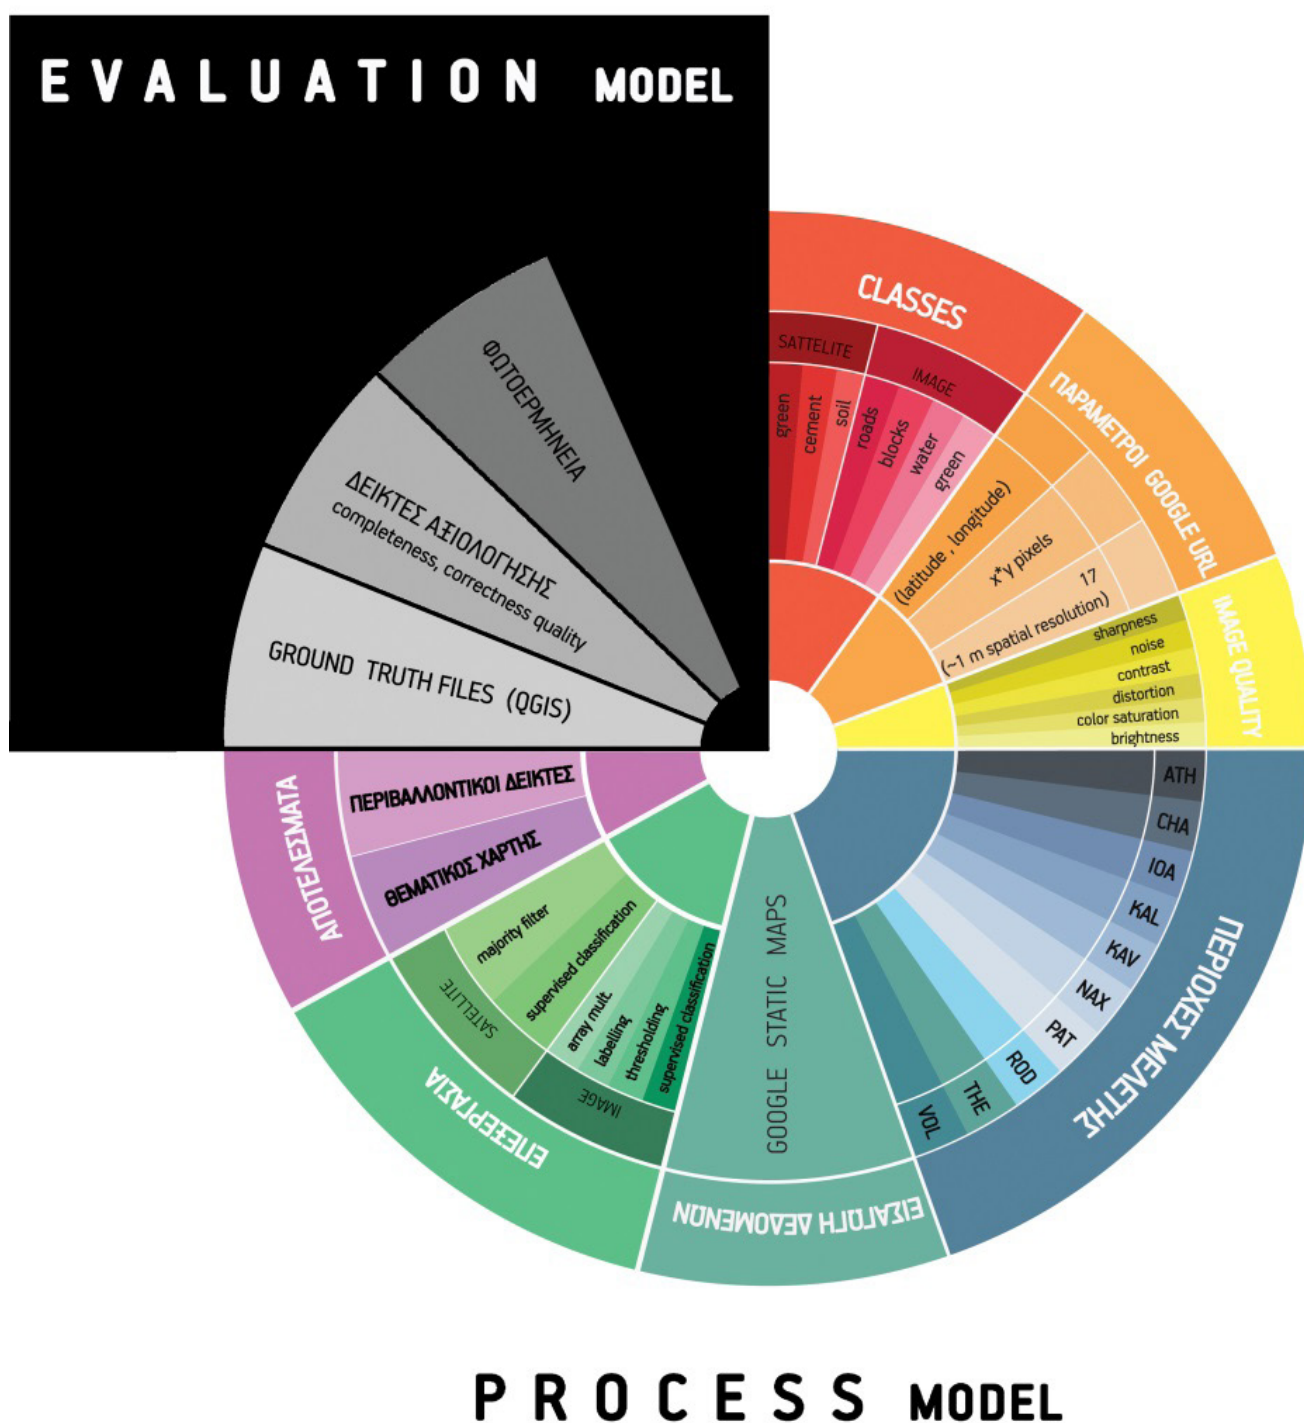 EVALUATION MODEL
ΦΩΤΟΕΡΜΗΝΕΙΑ
ΔΕΙΚΤΕΣ ΑΞΙΟΛΟΓΗΣΗΣ
completeness, correctness quality
GROUND TRUTH FILES (QGIS)
CLASSES
SATTELITE
IMAGE
green
cement
soil
roads
blocks
water
green
ΠΑΡΑΜΕΤΡΟΙ GOOGLE URL
(latitude , longitude)
x*y pixels
17
(~1 m spatial resolution)
IMAGE QUALITY
sharpness
noise
contrast
distortion
color saturation
brightness
ΠΕΡΙΟΧΕΣ ΜΕΛΕΤΗΣ
ATH
CHA
IOA
KAL
KAV
NAX
PAT
ROD
THE
VOL
ΕΙΣΑΓΩΓΗ ΔΕΔΟΜΕΝΩΝ
GOOGLE STATIC MAPS
ΕΠΕΞΕΡΓΑΣΙΑ
IMAGE
supervised classification
thresholding
labelling
array mult.
SATELLITE
supervised classification
majority filter
ΑΠΟΤΕΛΕΣΜΑΤΑ
ΘΕΜΑΤΙΚΟΣ ΧΑΡΤΗΣ
ΠΕΡΙΒΑΛΛΟΝΤΙΚΟΙ ΔΕΙΚΤΕΣ
PROCESS MODEL